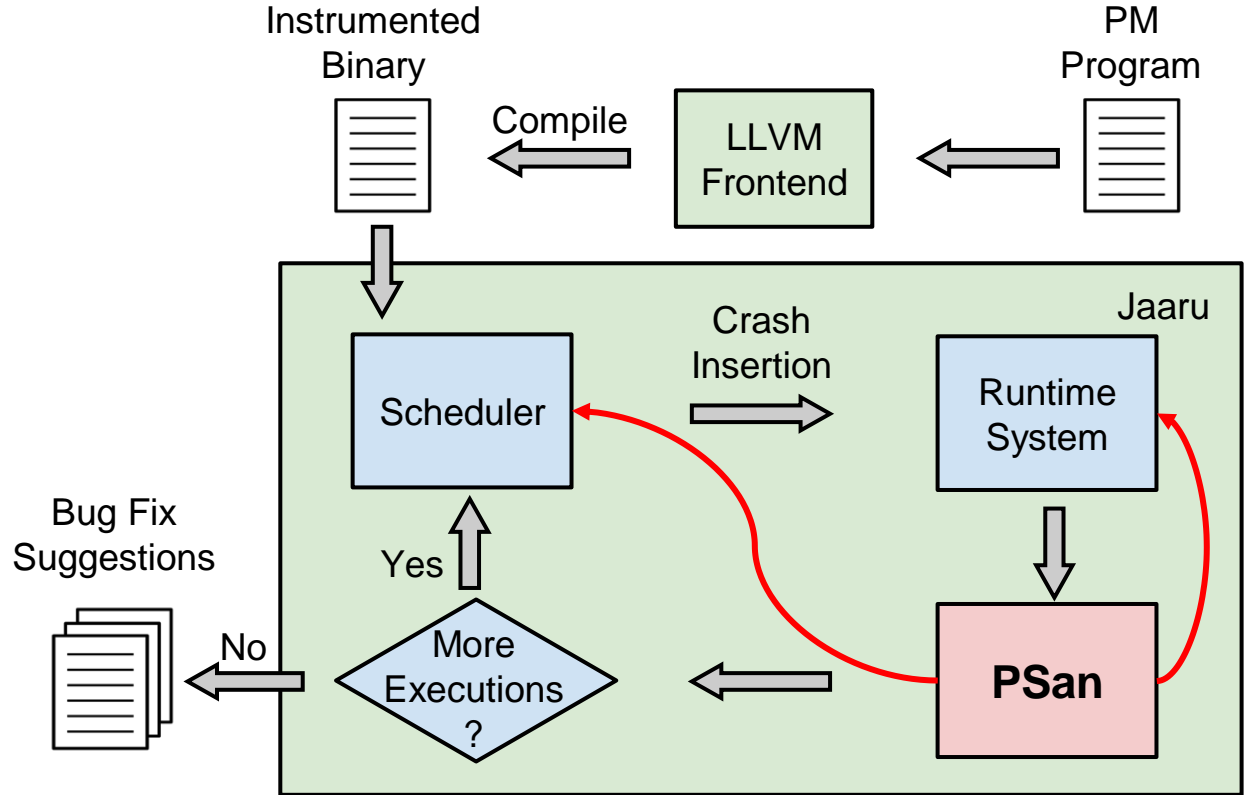 Instrumented
Binary
PM
Program
Compile
LLVM
Frontend
Jaaru
Crash
Insertion
Scheduler
Runtime
System
Bug Fix
Suggestions
Yes
No
More
Executions
?
PSan